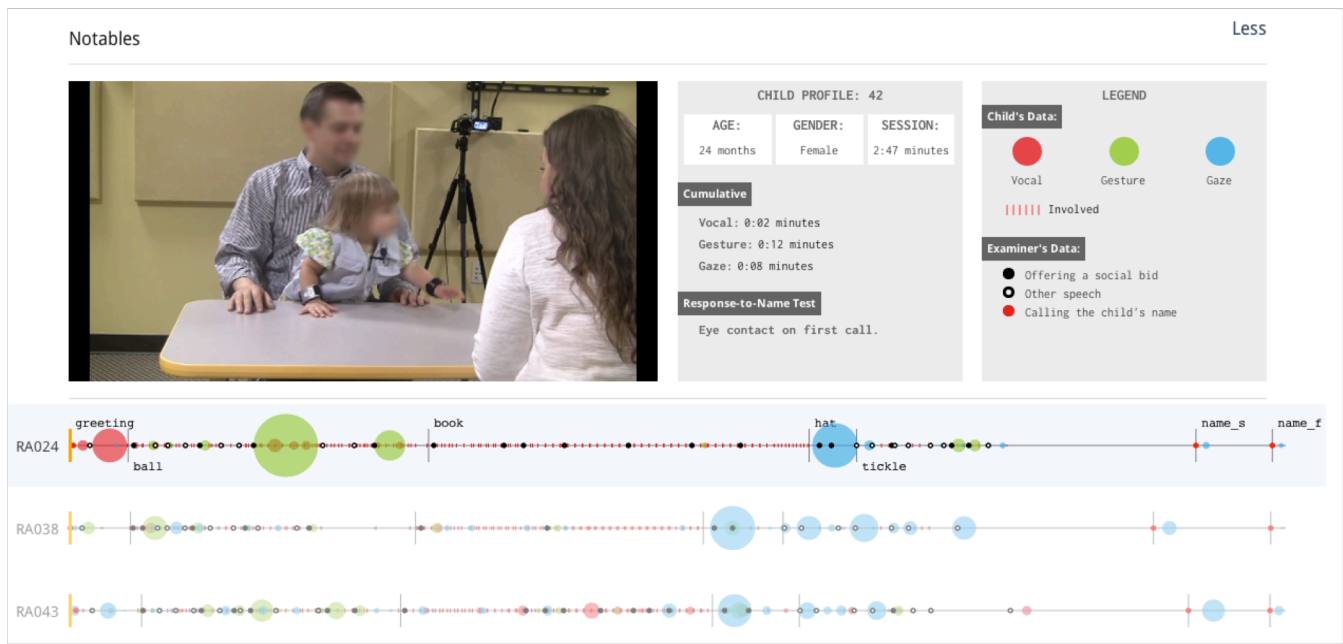 Notables
Less
CHILD PROFILE: 42
AGE:
24 months
GENDER:
Female
SESSION:
2:47 minutes
Cumulative
Vocal: 0:02 minutes
Gesture: 0:12 minutes
Gaze: 0:08 minutes
Response-to-Name Test
Eye contact on first call.
LEGEND
Child's Data:
Vocal
Gesture
Gaze
Involved
Examiner's Data:
Offering a social bid
Other speech
Calling the child's name
greeting
book
hat
name_s
name_f
RA024
ball
tickle
RA038
RA043